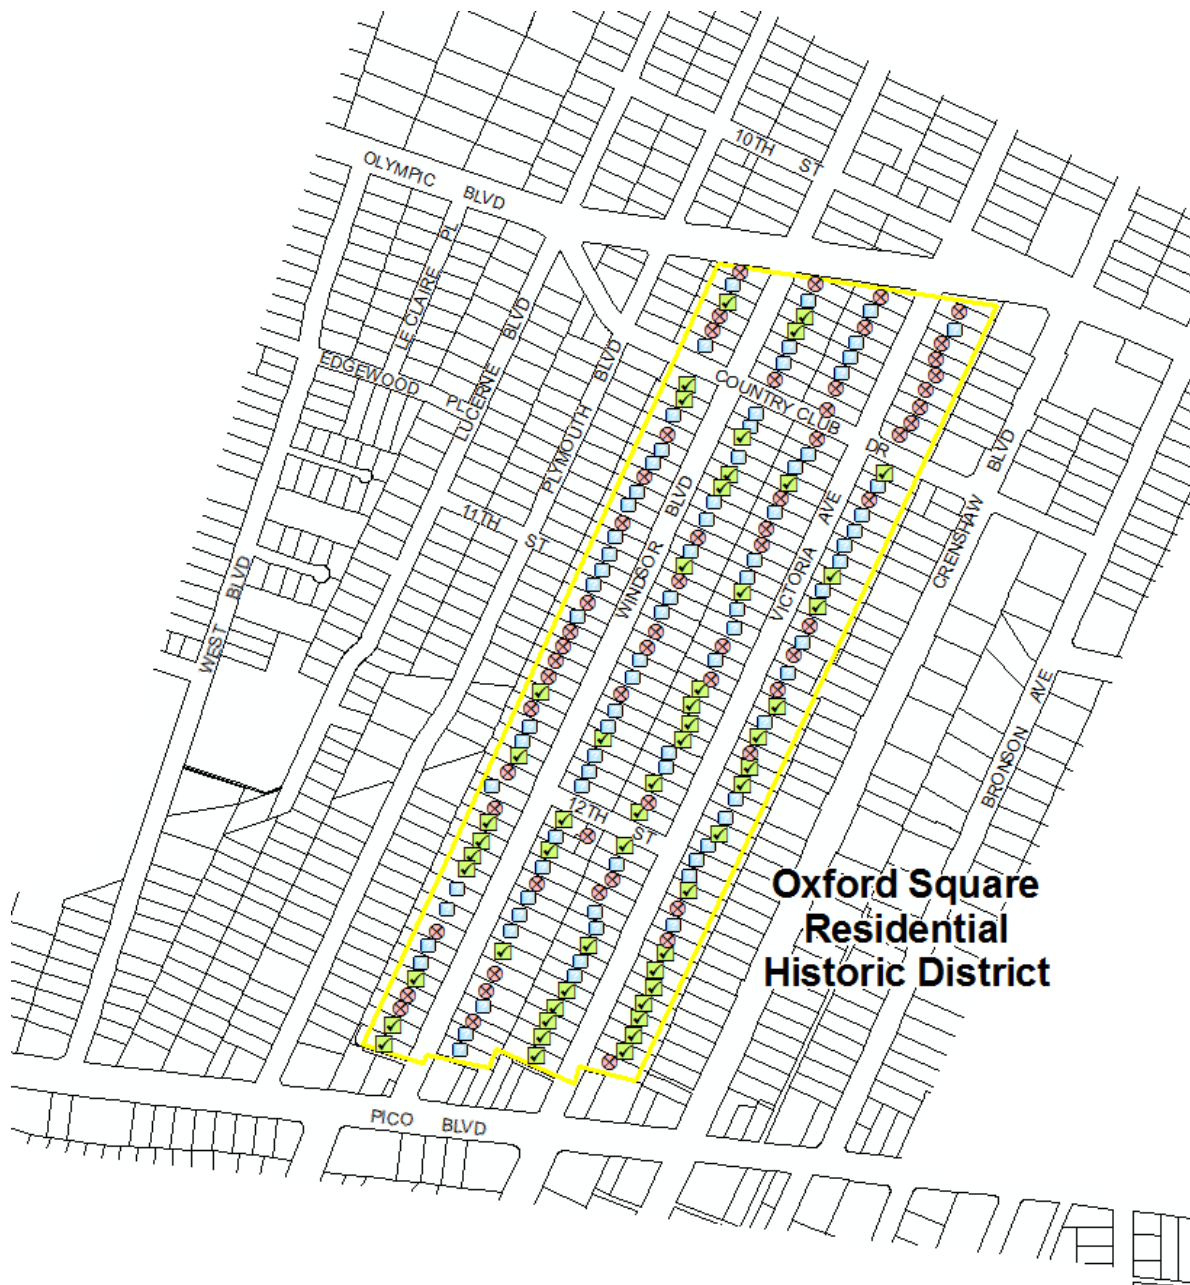 10TH ST
OLYMPIC BLVD
LE CLAIRE PL
LUCERNE BLVD
EDGEWOOD PL
PLYMOUTH BLVD
COUNTRY CLUB DR
11TH ST
WINDSOR BLVD
VICTORIA AVE
CRENSHAW BLVD
WEST BLVD
BRONSON AVE
12TH ST
Oxford Square
Residential
Historic District
PICO BLVD